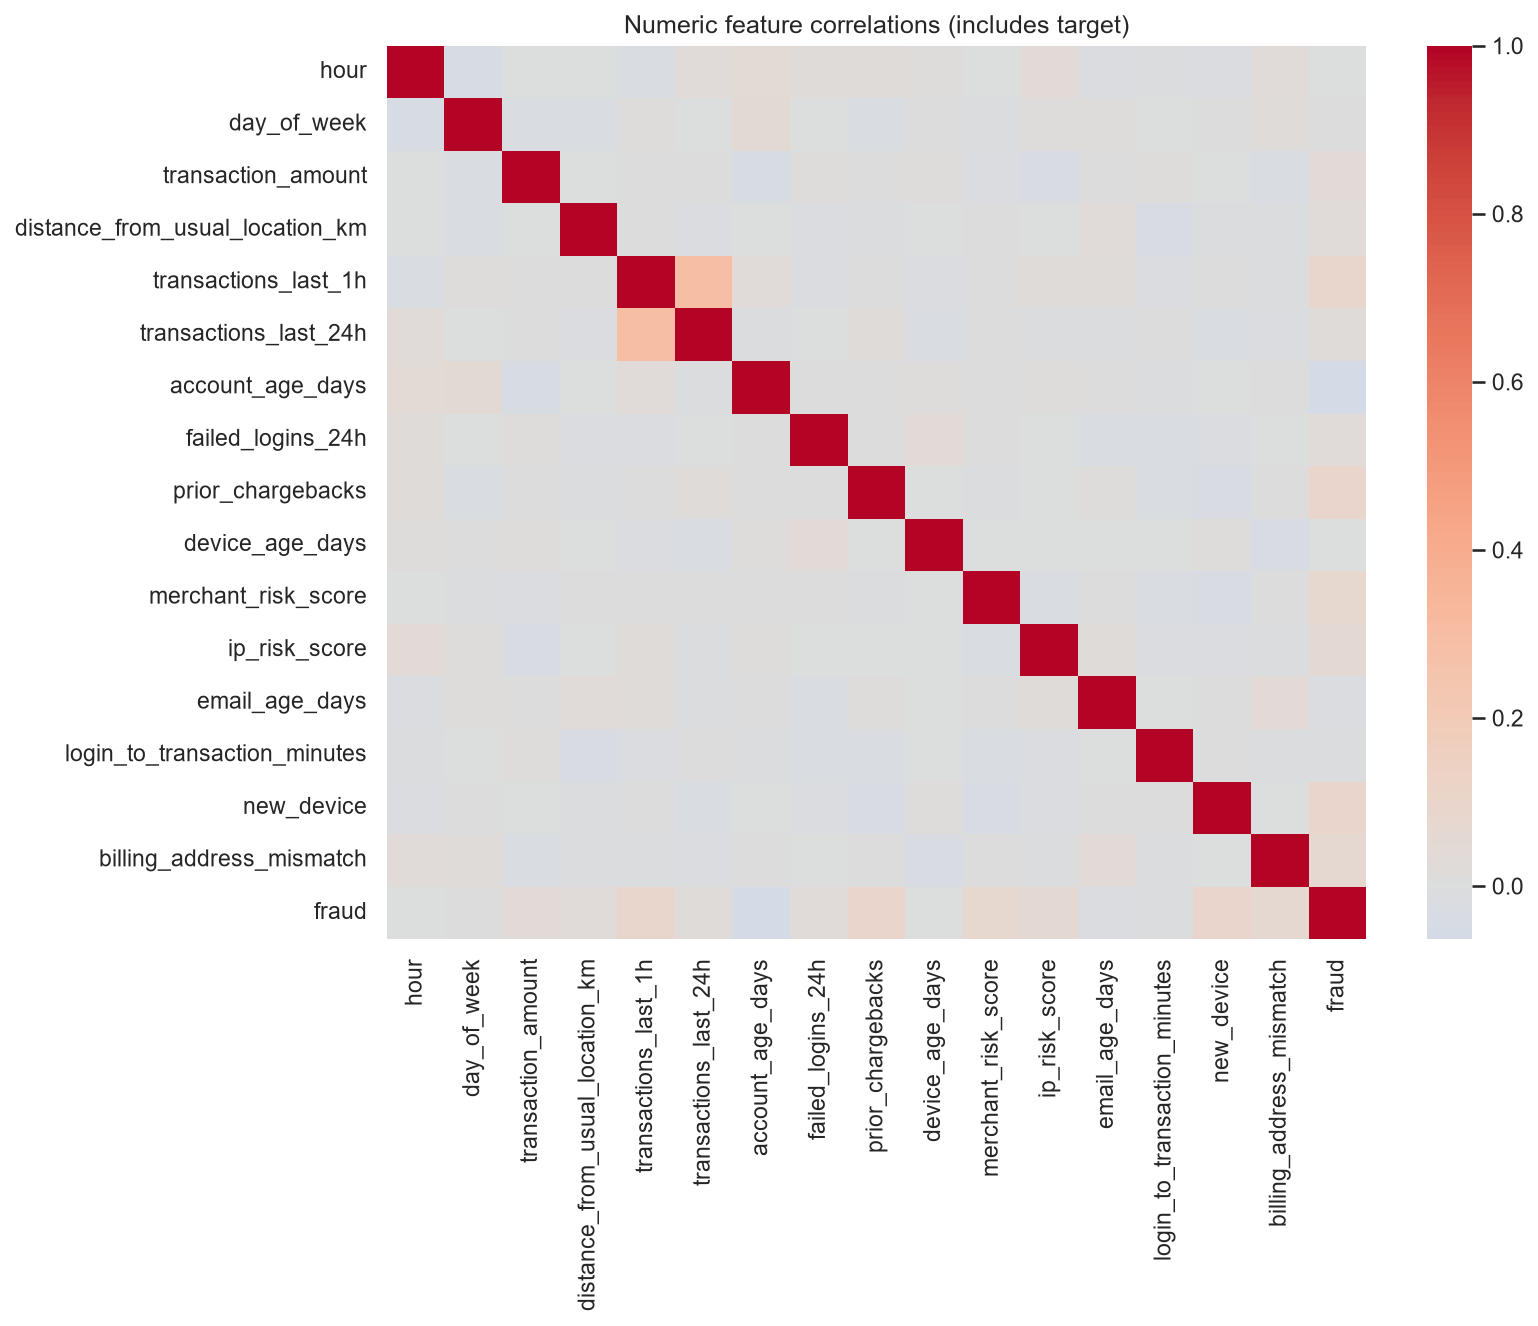 Numeric feature correlations (includes target)
hour
day_of_week
transaction_amount
distance_from_usual_location_km
transactions_last_1h
transactions_last_24h
account_age_days
failed_logins_24h
prior_chargebacks
device_age_days
merchant_risk_score
ip_risk_score
email_age_days
login_to_transaction_minutes
new_device
billing_address_mismatch
fraud
hour
day_of_week
transaction_amount
distance_from_usual_location_km
transactions_last_1h
transactions_last_24h
account_age_days
failed_logins_24h
prior_chargebacks
device_age_days
merchant_risk_score
ip_risk_score
email_age_days
login_to_transaction_minutes
new_device
billing_address_mismatch
fraud
1.0
0.8
0.6
0.4
0.2
0.0